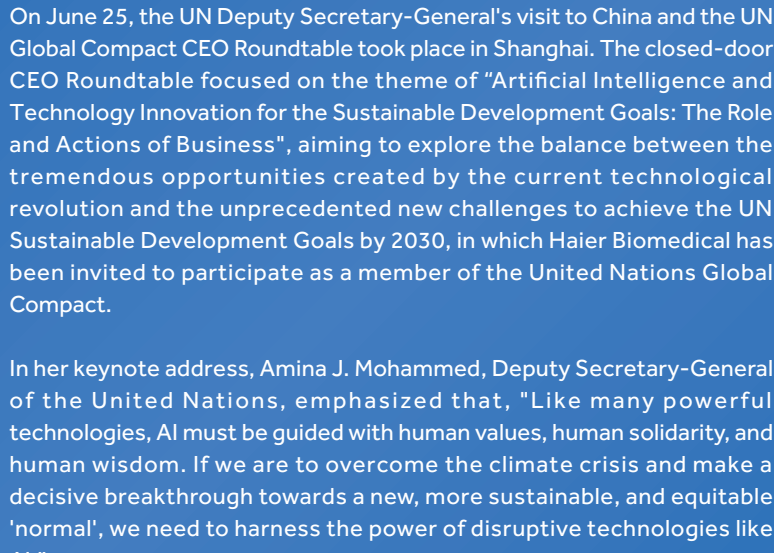 On June 25, the UN Deputy Secretary-General's visit to China and the UN
Global Compact CEO Roundtable took place in Shanghai. The closed-door
CEO Roundtable focused on the theme of “Artificial Intelligence and
Technology Innovation for the Sustainable Development Goals: The Role
and Actions of Business", aiming to explore the balance between the
tremendous opportunities created by the current technological
revolution and the unprecedented new challenges to achieve the UN
Sustainable Development Goals by 2030, in which Haier Biomedical has
been invited to participate as a member of the United Nations Global
Compact.
In her keynote address, Amina J. Mohammed, Deputy Secretary-General
of the United Nations, emphasized that, "Like many powerful
technologies, AI must be guided with human values, human solidarity, and
human wisdom. If we are to overcome the climate crisis and make a
decisive breakthrough towards a new, more sustainable, and equitable
'normal', we need to harness the power of disruptive technologies like